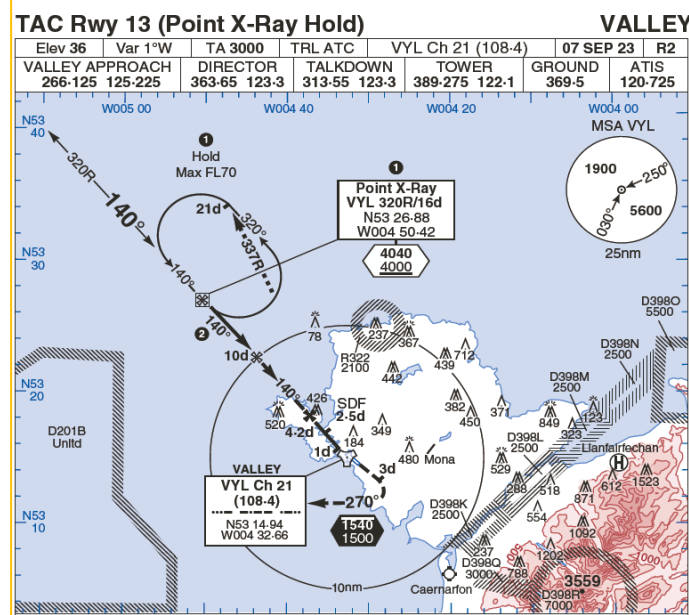 TAC Rwy 13 (Point X-Ray Hold) VALLEY
Elev 36 Var 1°W TA 3000 TRL ATC VYL Ch 21 (108·4) 07 SEP 23 R2
VALLEY APPROACH DIRECTOR TALKDOWN TOWER GROUND ATIS
266·125 125·225 363·65 123·3 313·55 123·3 389·275 122·1 369·5 120·725
W005 00 W004 40 W004 20 W004 00
N53
40
MSA VYL
1900
250°
5600
030°
25nm
320R
140°
1
Hold
Max FL70
21d
320°
337R
140°
1
Point X-Ray
VYL 320R/16d
N53 26·88
W004 50·42
4040
4000
30
N53
2
140°
10d
140°
78
237
367
R322
2100
442
439
712
D398O
5500
D398N
2500
D398M
2500
N53
20
520
426
SDF
2·5d
4·2d
184
1d
349
382
450
371
849
323
123
D398L
2500
Llanfairfechan
H
D201B
Unltd
480
Mona
529
288
518
612
1523
871
554
3d
VALLEY
VYL Ch 21
(108·4)
N53 14·94
W004 32·66
270°
1540
1500
D398K
2500
N53
10
1092
1202
237
D398Q
3000
788
1000
3559
D398R
7000
10nm
Caernarfon